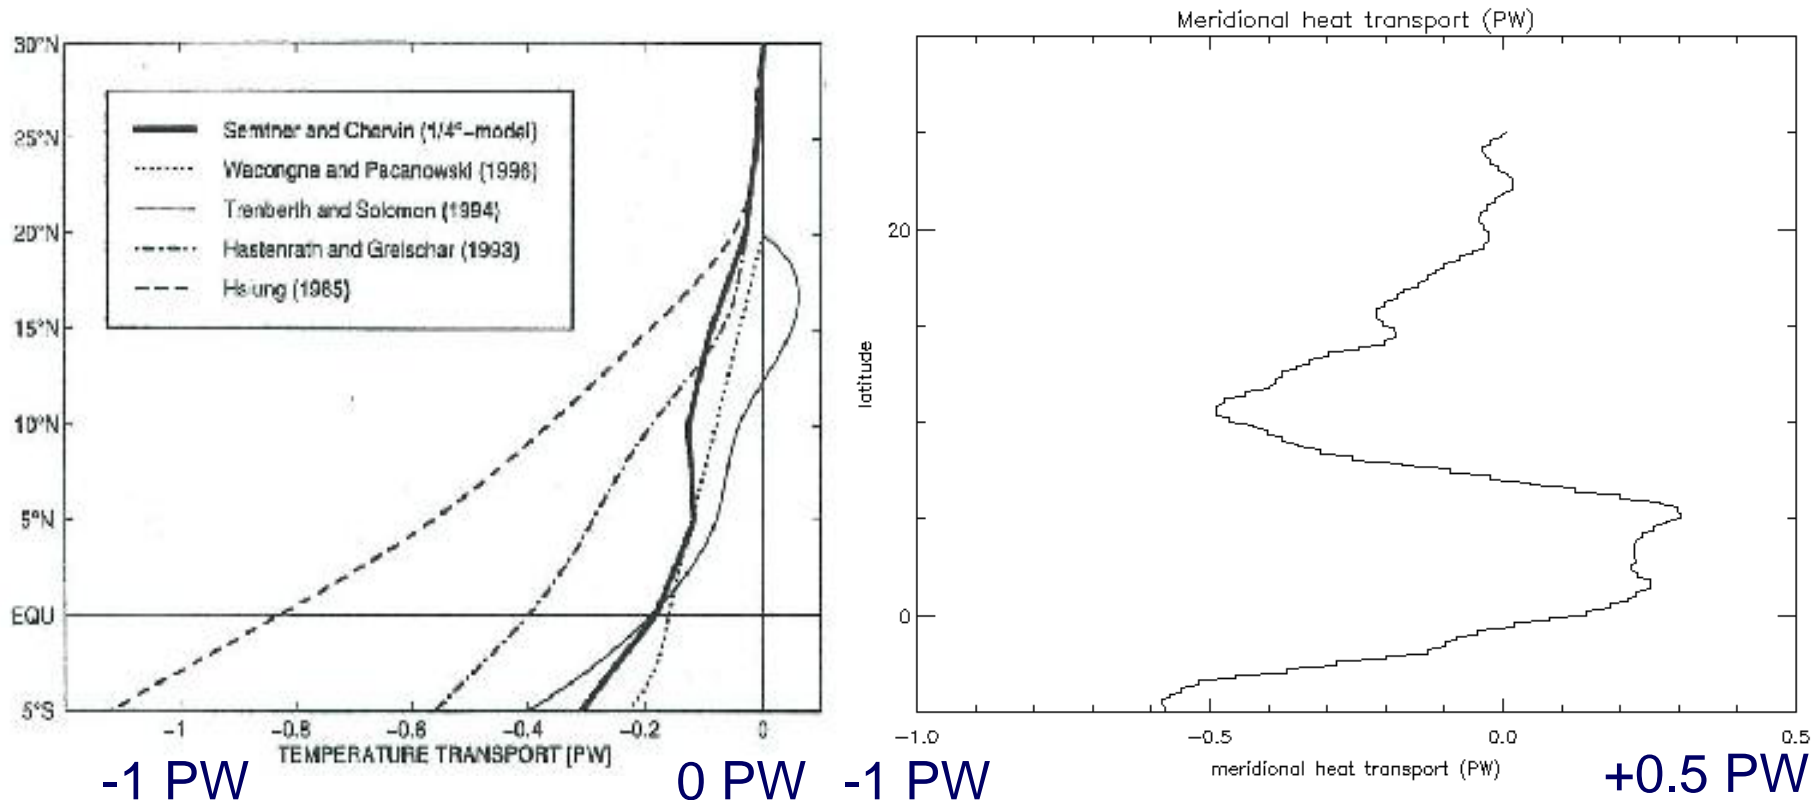 30°N
25°N
20°N
15°N
10°N
5°N
EQU
5°S
Semtner and Chervin (1/4°-model)
Wacongne and Pacanowski (1996)
Trenberth and Solomon (1994)
Hastenrath and Greischar (1993)
Hsiung (1985)
-1 -0.8 -0.6 -0.4 -0.2 0
TEMPERATURE TRANSPORT [PW]
-1 PW 0 PW
Meridional heat transport (PW)
latitude
20
0
-1.0 -0.5 0.0 0.5
meridional heat transport (PW)
-1 PW +0.5 PW